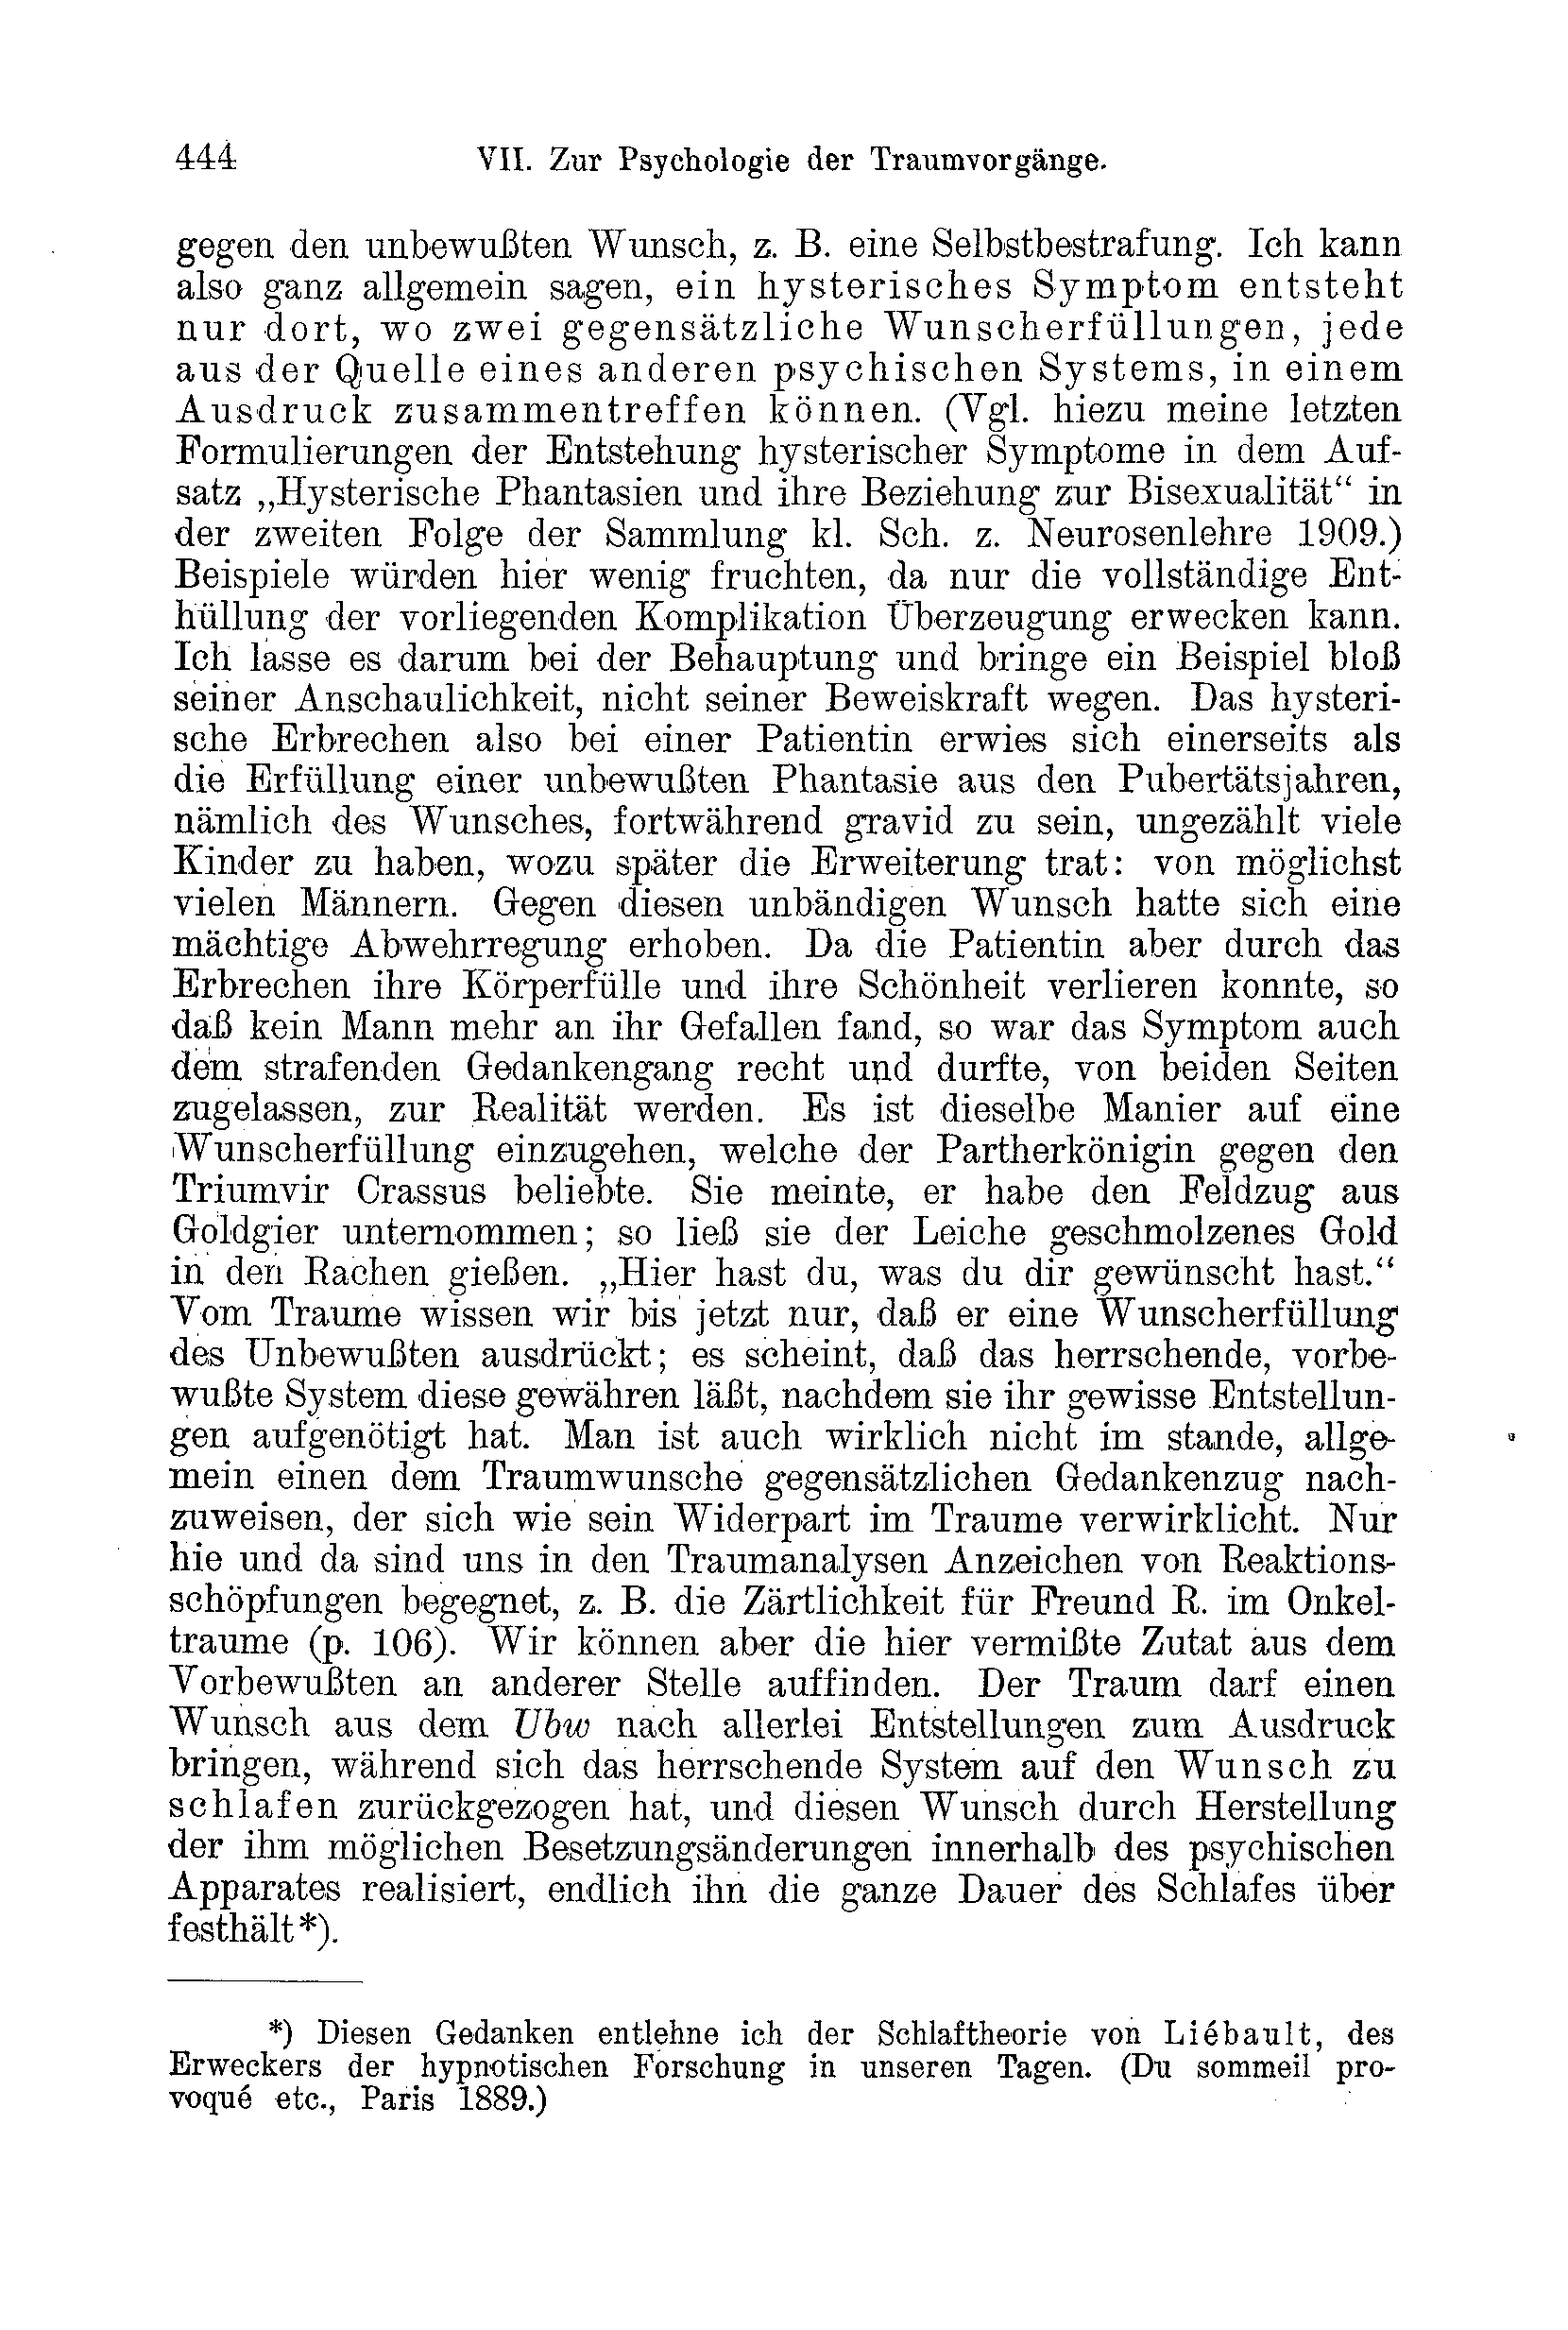 444 VII. Zur Psychologie der Traumvorgänge.
gegen den unbewußten Wunsch, z. B. eine Selbstbestrafung. Ich kann
also ganz allgemein sagen, ein hysterisches Symptom entsteht
nur dort, wo zwei gegensätzliche Wunscherfüllungen, jede
aus der Quelle eines anderen psychischen Systems, in einem
Ausdruck zusammentreffen können. (Vgl. hiezu meine letzten
Formulierungen der Entstehung hysterischer Symptome in dem Auf-
satz „Hysterische Phantasien und ihre Beziehung zur Bisexualität“ in
der zweiten Folge der Sammlung kl. Sch. z. Neurosenlehre 1909.)
Beispiele würden hier wenig fruchten, da nur die vollständige Ent-
hüllung der vorliegenden Komplikation Überzeugung erwecken kann.
Ich lasse es darum bei der Behauptung und bringe ein Beispiel bloß
seiner Anschaulichkeit, nicht seiner Beweiskraft wegen. Das hysteri-
sche Erbrechen also bei einer Patientin erwies sich einerseits als
die Erfüllung einer unbewußten Phantasie aus den Pubertätsjahren,
nämlich des Wunsches, fortwährend gravid zu sein, ungezählt viele
Kinder zu haben, wozu später die Erweiterung trat: von möglichst
vielen Männern. Gegen diesen unbändigen Wunsch hatte sich eine
mächtige Abwehrregung erhoben. Da die Patientin aber durch das
Erbrechen ihre Körperfülle und ihre Schönheit verlieren konnte, so
daß kein Mann mehr an ihr Gefallen fand, so war das Symptom auch
dem strafenden Gedankengang recht und durfte, von beiden Seiten
zugelassen, zur Realität werden. Es ist dieselbe Manier auf eine
Wunscherfüllung einzugehen, welche der Partherkönigin gegen den
Triumvir Crassus beliebte. Sie meinte, er habe den Feldzug aus
Goldgier unternommen; so ließ sie der Leiche geschmolzenes Gold
in den Rachen gießen. „Hier hast du, was du dir gewünscht hast.“
Vom Traume wissen wir bis jetzt nur, daß er eine Wunscherfüllung
des Unbewußten ausdrückt; es scheint, daß das herrschende, vorbe-
wußte System diese gewähren läßt, nachdem sie ihr gewisse Entstellun-
gen aufgenötigt hat. Man ist auch wirklich nicht im stande, allge-
mein einen dem Traumwunsche gegensätzlichen Gedankenzug nach-
zuweisen, der sich wie sein Widerpart im Traume verwirklicht. Nur
hie und da sind uns in den Traumanalysen Anzeichen von Reaktions-
schöpfungen begegnet, z. B. die Zärtlichkeit für Freund R. im Onkel-
traume (p. 106). Wir können aber die hier vermißte Zutat aus dem
Vorbewußten an anderer Stelle auffinden. Der Traum darf einen
Wunsch aus dem Ubw nach allerlei Entstellungen zum Ausdruck
bringen, während sich das herrschende System auf den Wunsch zu
schlafen zurückgezogen hat, und diesen Wunsch durch Herstellung
der ihm möglichen Besetzungsänderungen innerhalb des psychischen
Apparates realisiert, endlich ihn die ganze Dauer des Schlafes über
festhält*).
*) Diesen Gedanken entlehne ich der Schlaftheorie von Liébault, des
Erweckers der hypnotischen Forschung in unseren Tagen. (Du sommeil pro-
voqué etc., Paris 1889.)